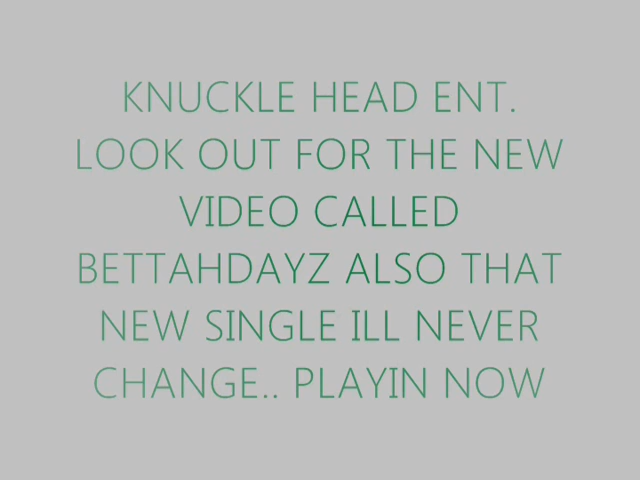 KNUCKLE HEAD ENT.
LOOK OUT FOR THE NEW
VIDEO CALLED
BETTAHDAYZ ALSO THAT
NEW SINGLE ILL NEVER
CHANGE.. PLAYIN NOW